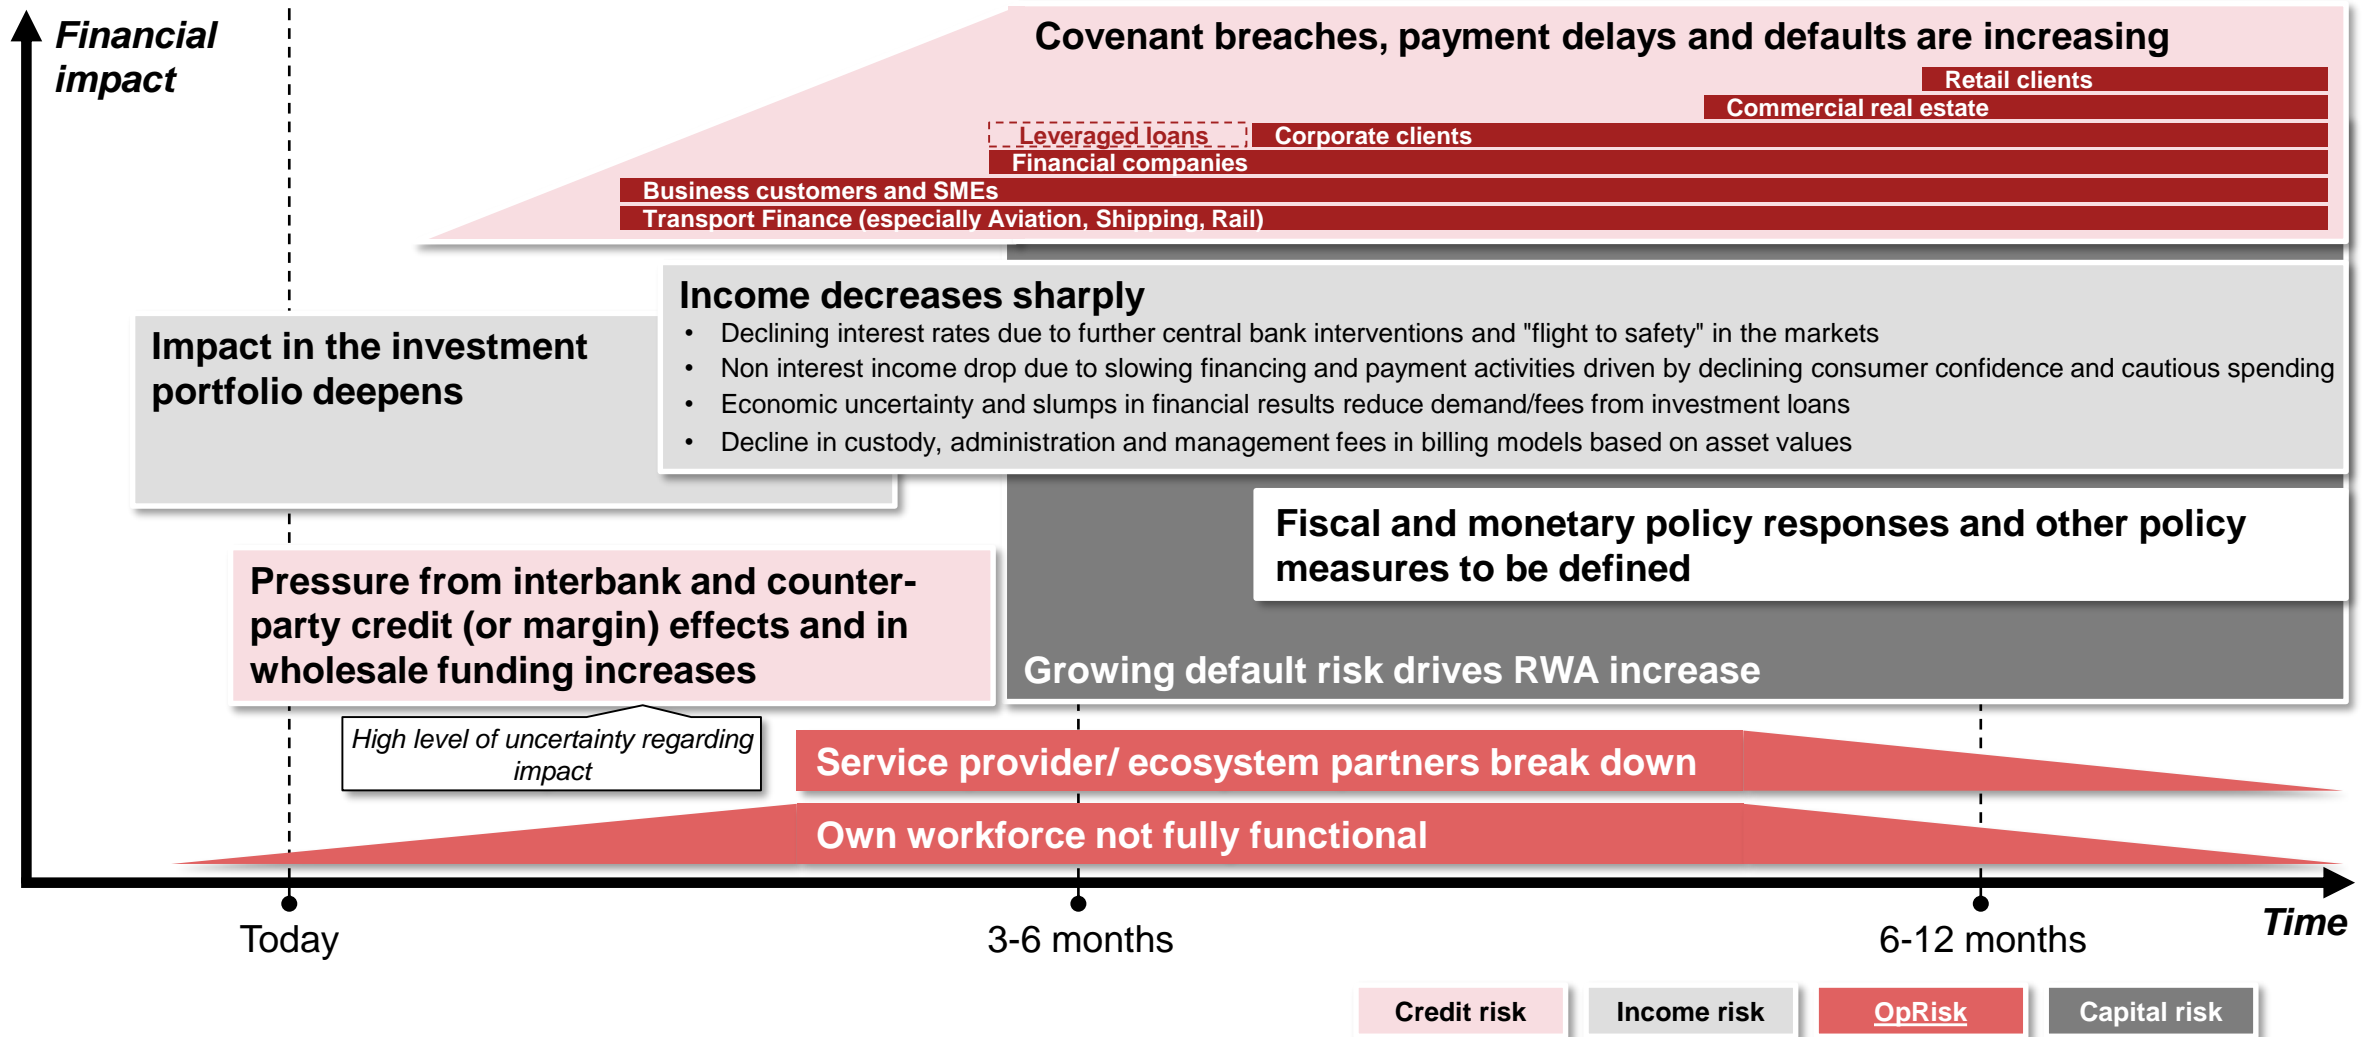 Financial
impact
Covenant breaches, payment delays and defaults are increasing
Retail clients
Commercial real estate
Leveraged loans
Corporate clients
Financial companies
Business customers and SMEs
Transport Finance (especially Aviation, Shipping, Rail)
Impact in the investment
portfolio deepens
Income decreases sharply
• Declining interest rates due to further central bank interventions and "flight to safety" in the markets
• Non interest income drop due to slowing financing and payment activities driven by declining consumer confidence and cautious spending
• Economic uncertainty and slumps in financial results reduce demand/fees from investment loans
• Decline in custody, administration and management fees in billing models based on asset values
Fiscal and monetary policy responses and other policy
measures to be defined
Pressure from interbank and counter-
party credit (or margin) effects and in
wholesale funding increases
Growing default risk drives RWA increase
High level of uncertainty regarding
impact
Service provider/ ecosystem partners break down
Own workforce not fully functional
Today
3-6 months
6-12 months
Time
Credit risk
Income risk
OpRisk
Capital risk